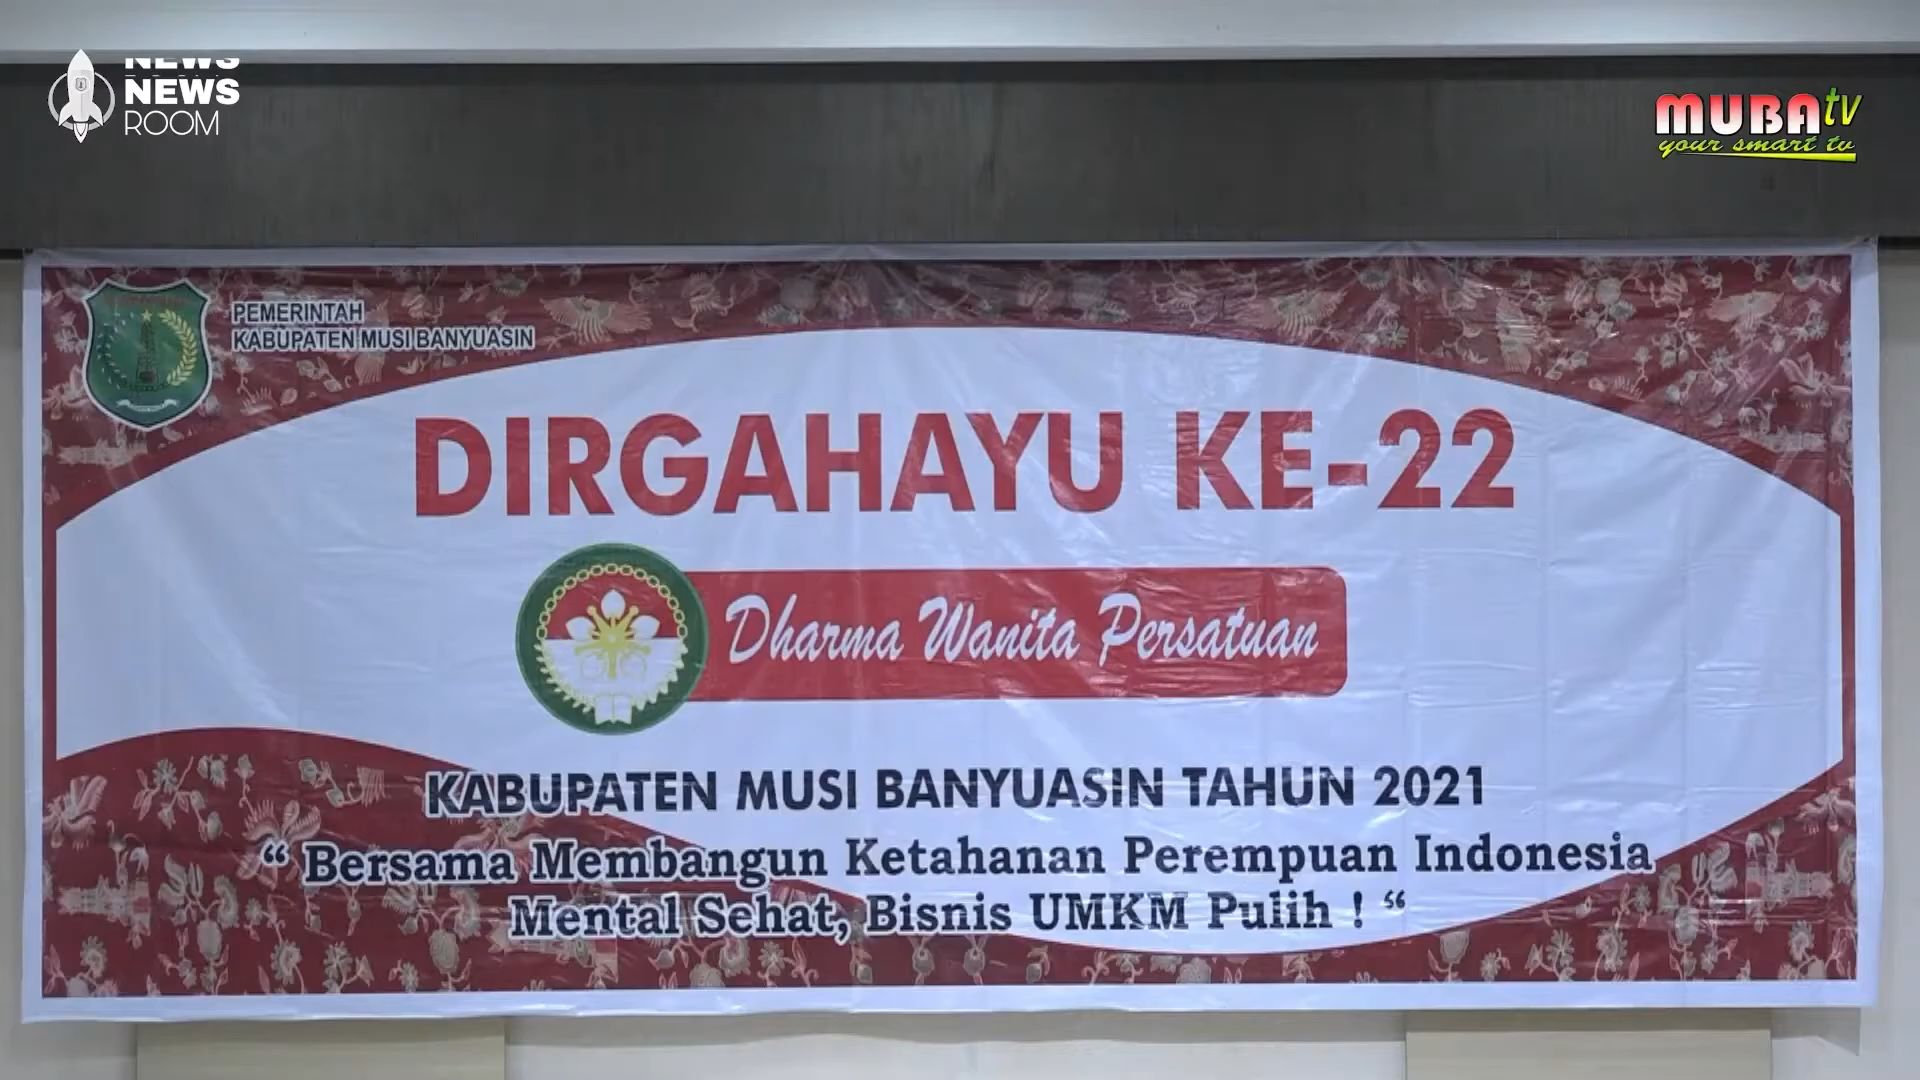 NEWS
NEWS
ROOM
MUBA tv
your smart tv
PEMERINTAH
KABUPATEN MUSI BANYUASIN
DIRGAHAYU KE-22
Dharma Wanita Persatuan
KABUPATEN MUSI BANYUASIN TAHUN 2021
“ Bersama Membangun Ketahanan Perempuan Indonesia
Mental Sehat, Bisnis UMKM Pulih ! “